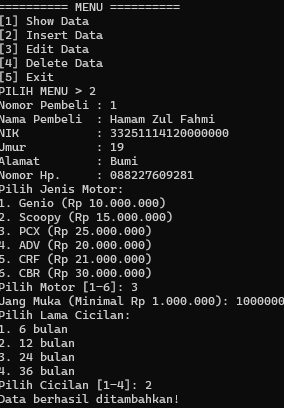 ========== MENU ==========
[1] Show Data
[2] Insert Data
[3] Edit Data
[4] Delete Data
[5] Exit
PILIH MENU > 2
Nomor Pembeli : 1
Nama Pembeli  : Hamam Zul Fahmi
NIK           : 33251114120000000
Umur          : 19
Alamat        : Bumi
Nomor Hp.     : 088227609281
Pilih Jenis Motor:
1. Genio (Rp 10.000.000)
2. Scoopy (Rp 15.000.000)
3. PCX (Rp 25.000.000)
4. ADV (Rp 20.000.000)
5. CRF (Rp 21.000.000)
6. CBR (Rp 30.000.000)
Pilih Motor [1-6]: 3
Uang Muka (Minimal Rp 1.000.000): 1000000
Pilih Lama Cicilan:
1. 6 bulan
2. 12 bulan
3. 24 bulan
4. 36 bulan
Pilih Cicilan [1-4]: 2
Data berhasil ditambahkan!